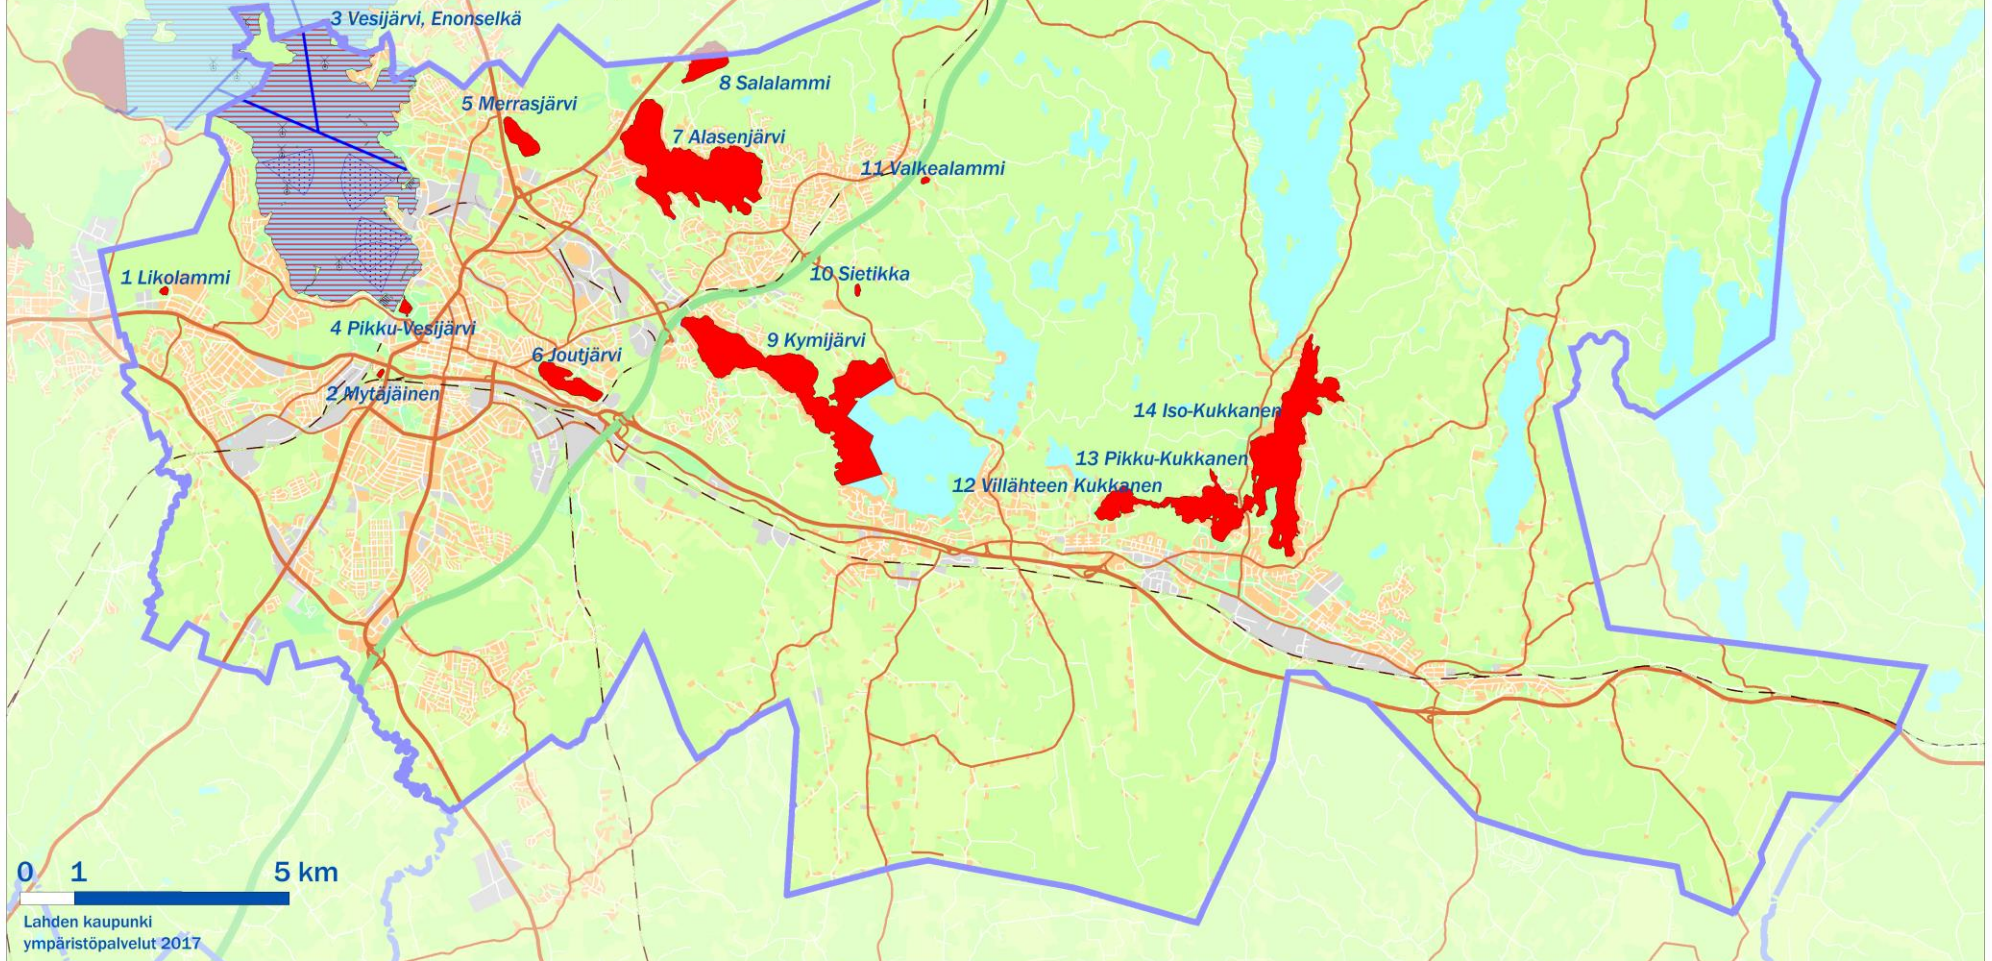 3 Vesijärvi, Enonselkä
8 Salalammi
5 Merrasjärvi
7 Alasenjärvi
11 Valkealammi
10 Sietikka
1 Likolammi
4 Pikku-Vesijärvi
9 Kymijärvi
6 Joutjärvi
2 Mytäjäinen
14 Iso-Kukkanen
13 Pikku-Kukkanen
12 Villähteen Kukkanen
0 1 5 km
Lahden kaupunki
ympäristöpalvelut 2017